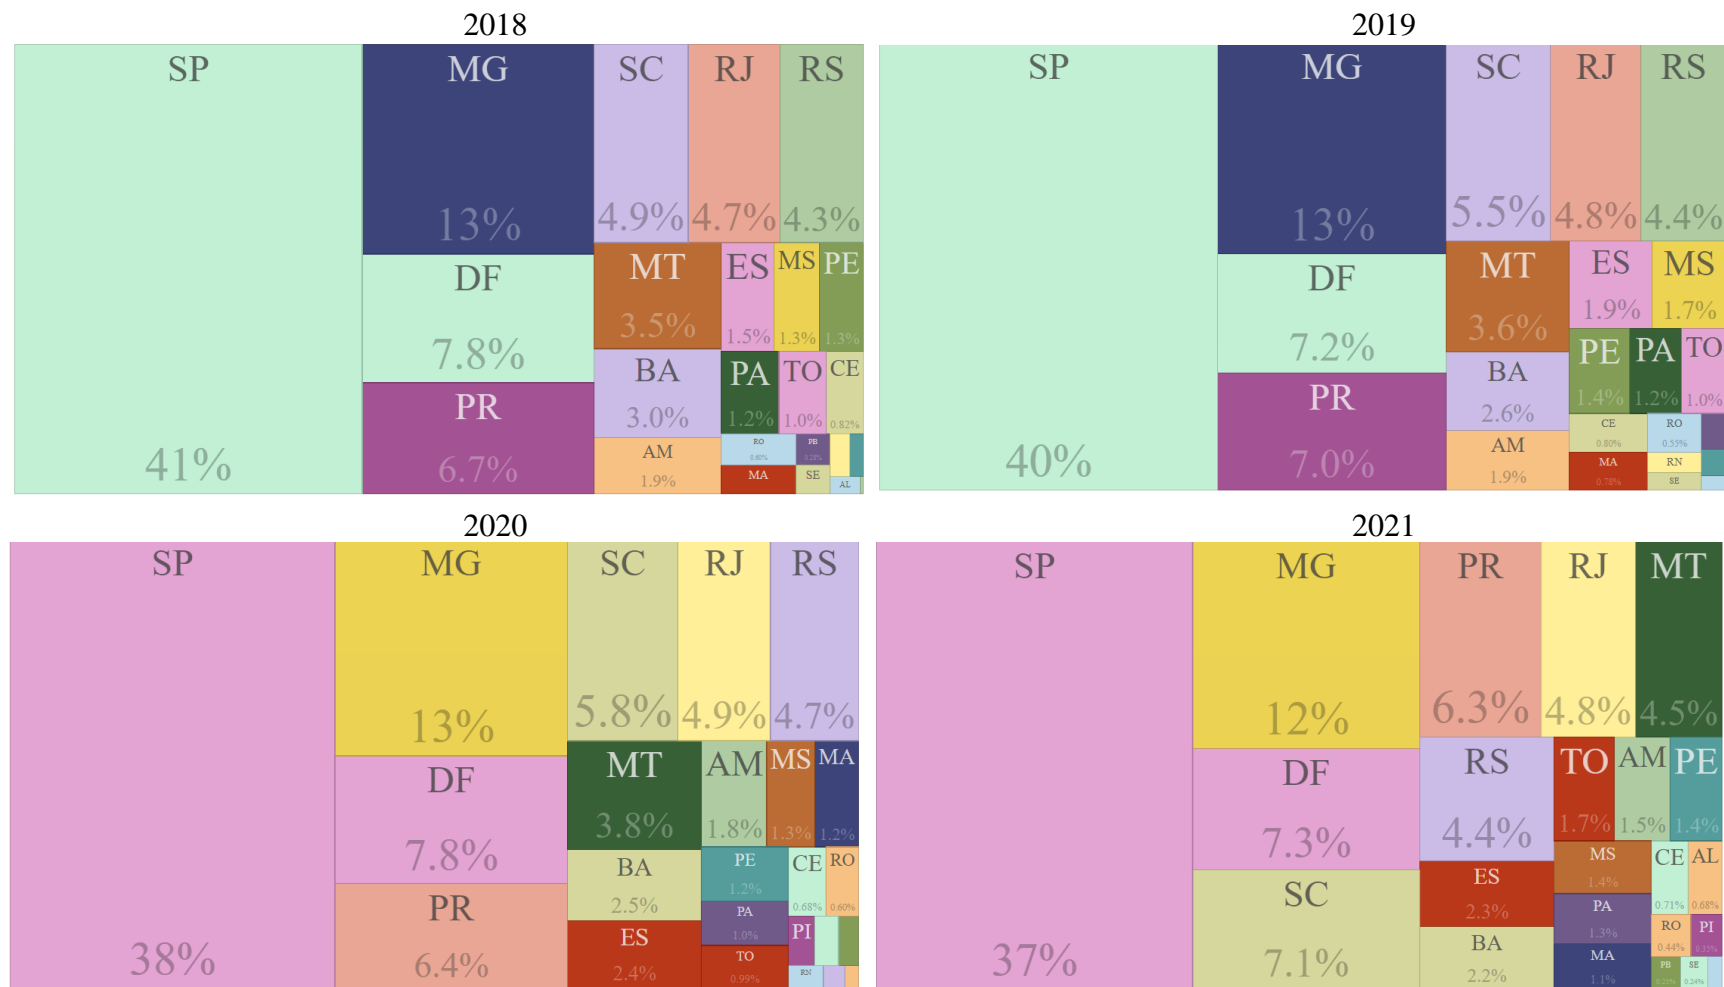 2018
SP
41%
MG
13%
DF
7.8%
PR
6.7%
SC
4.9%
RJ
4.7%
RS
4.3%
MT
3.5%
BA
3.0%
AM
1.9%
ES
1.5%
MS
1.3%
PE
1.3%
PA
1.2%
TO
1.0%
CE
0.82%
RO
0.60%
MA
PB
SE
AL
2019
SP
40%
MG
13%
DF
7.2%
PR
7.0%
SC
5.5%
RJ
4.8%
RS
4.4%
MT
3.6%
BA
2.6%
AM
1.9%
ES
1.9%
MS
1.7%
PE
1.4%
PA
1.2%
TO
1.0%
CE
0.80%
MA
0.78%
RO
0.55%
RN
SE
2020
SP
38%
MG
13%
DF
7.8%
PR
6.4%
SC
5.8%
RJ
4.9%
RS
4.7%
MT
3.8%
BA
2.5%
ES
2.4%
AM
1.8%
MS
1.3%
MA
1.2%
PE
1.2%
PA
1.0%
TO
0.99%
CE
0.68%
RO
0.60%
PI
RN
2021
SP
37%
MG
12%
DF
7.3%
SC
7.1%
PR
6.3%
RJ
4.8%
MT
4.5%
RS
4.4%
ES
2.3%
BA
2.2%
TO
1.7%
AM
1.5%
PE
1.4%
MS
1.4%
PA
1.3%
MA
1.1%
CE
0.71%
AL
0.68%
RO
0.44%
PI
0.35%
PB
SE
0.24%